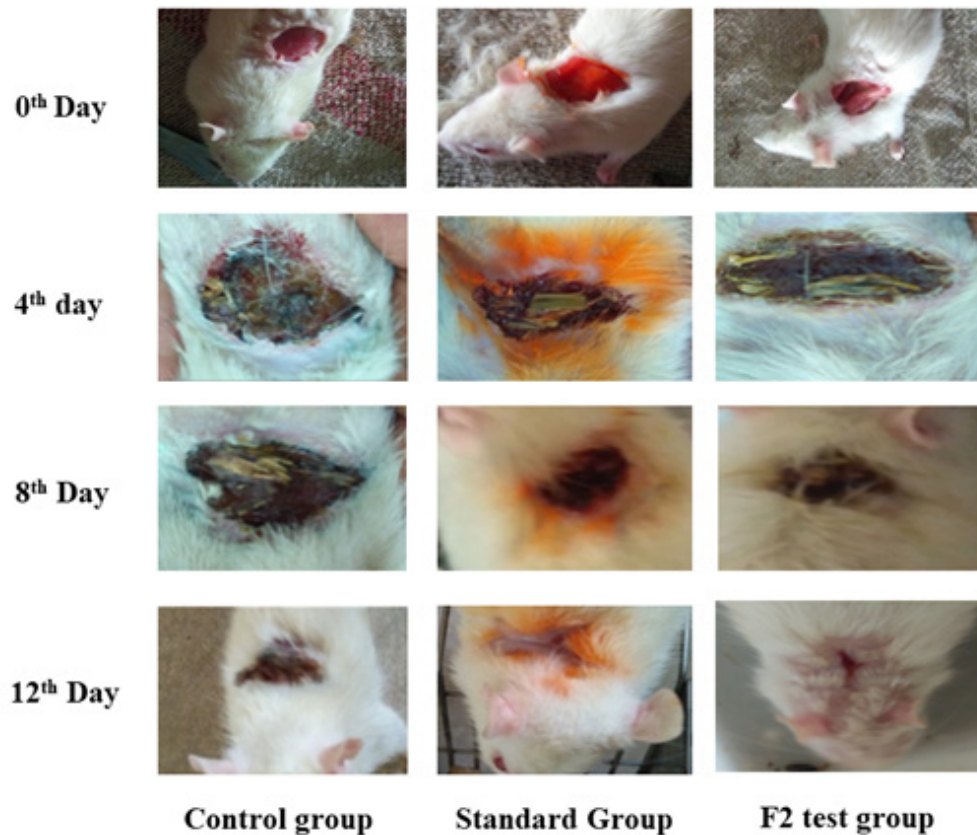 0th Day
4th day
8th Day
12th Day
Control group Standard Group F2 test group